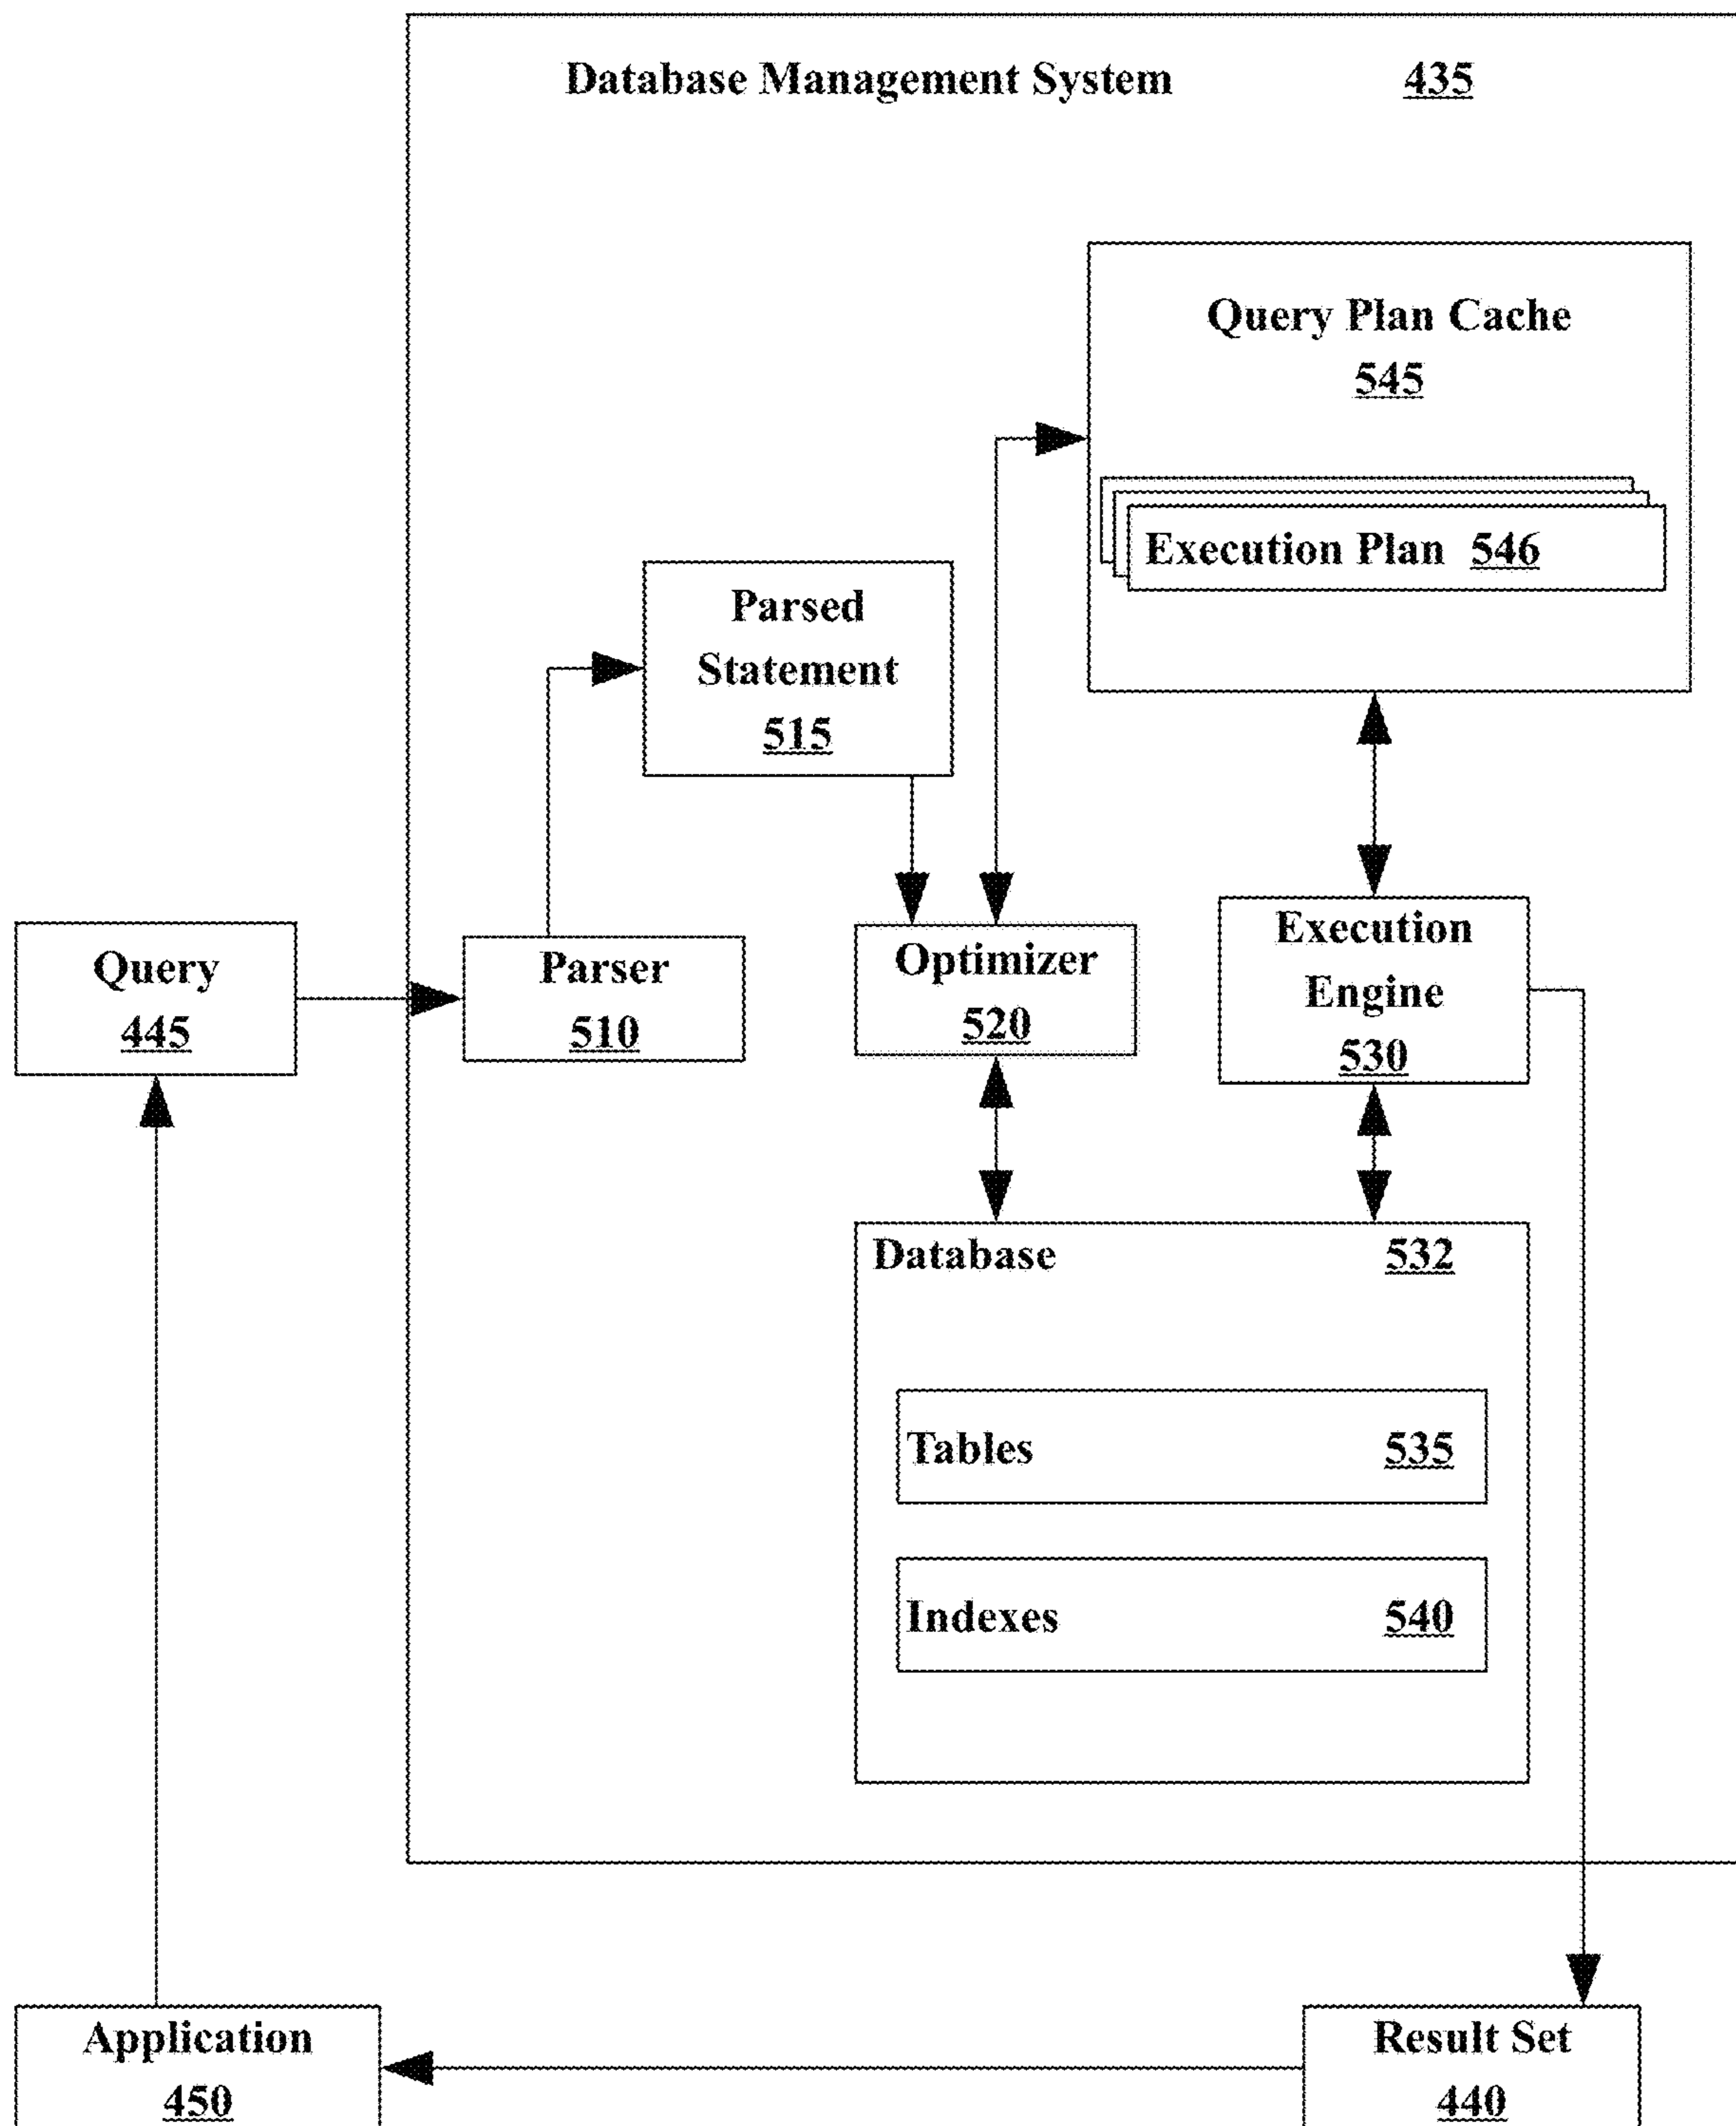 Database Management System 435
Query Plan Cache
545
Execution Plan 546
Parsed
Statement
515
Query
445
Parser
510
Optimizer
520
Execution
Engine
530
Database 532
Tables 535
Indexes 540
Application
450
Result Set
440